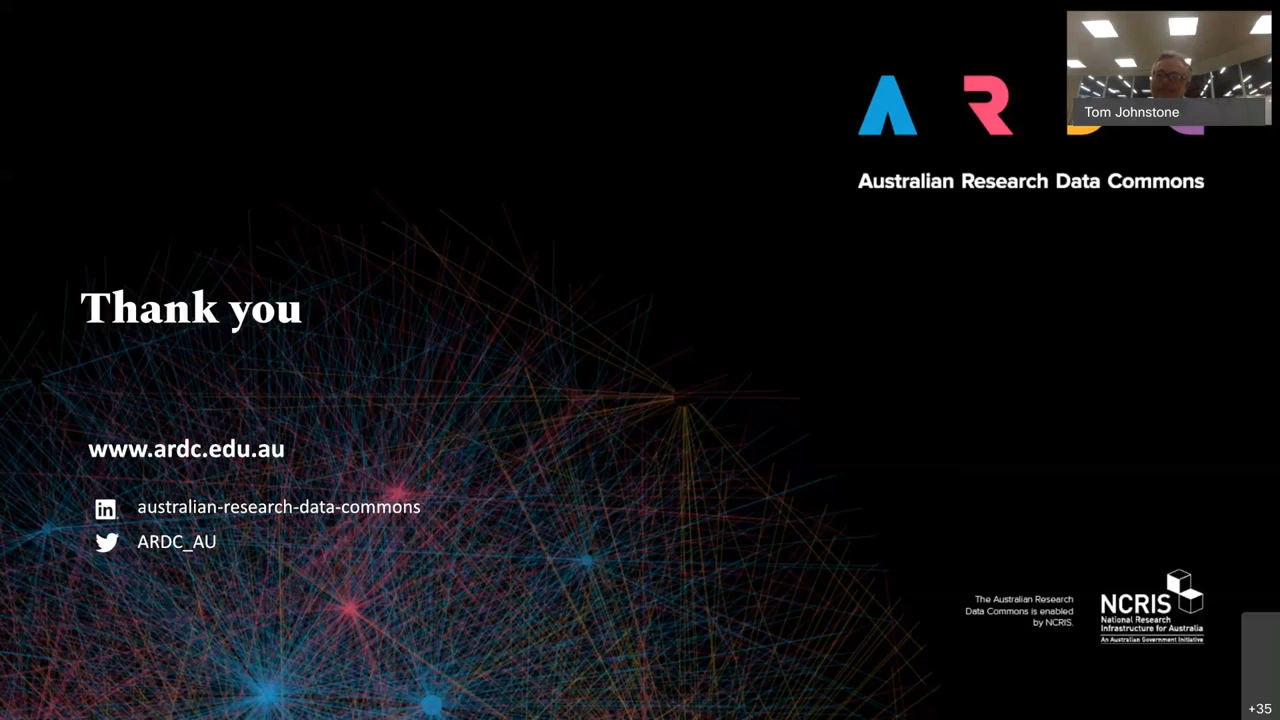 Tom Johnstone
A R
Australian Research Data Commons
Thank you
www.ardc.edu.au
in australian-research-data-commons
ARDC_AU
The Australian Research
Data Commons is enabled
by NCRIS.
NCRIS
National Research
Infrastructure for Australia
An Australian Government Initiative
+35